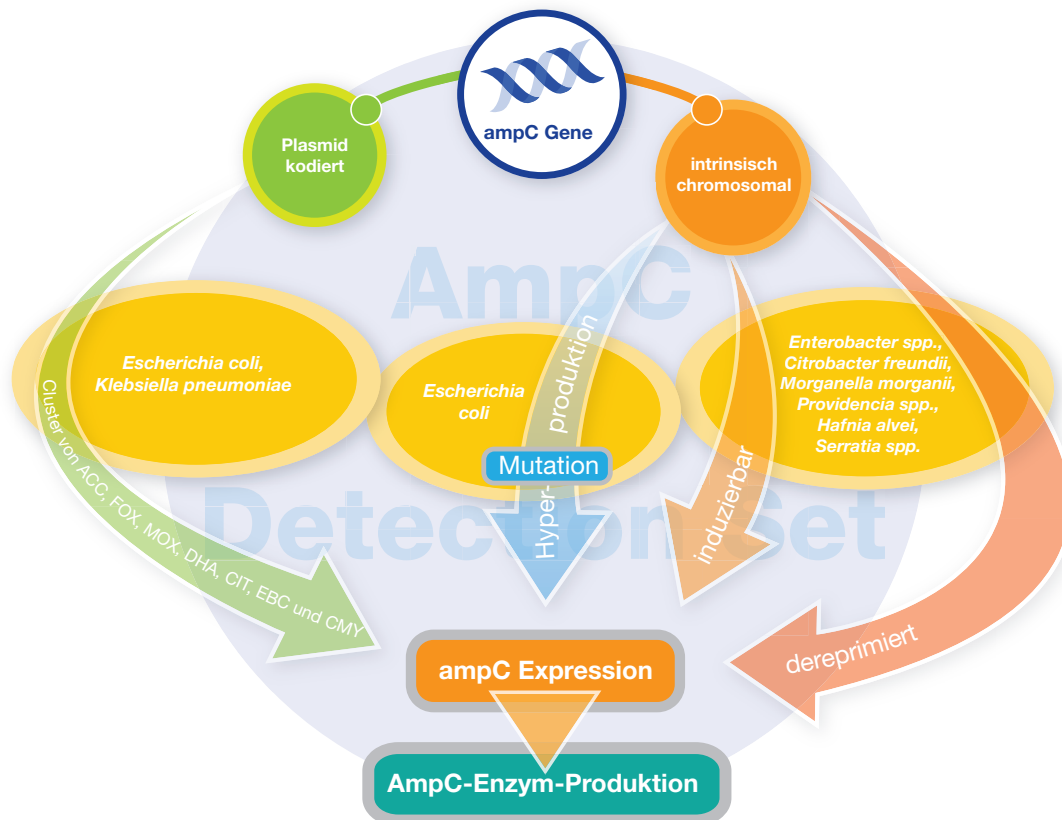 ampC Gene
Plasmid
kodiert
intrinsisch
chromosomal
AmpC
Detection Set
Escherichia coli,
Klebsiella pneumoniae
Escherichia
coli
Enterobacter spp.,
Citrobacter freundii,
Morganella morganii,
Providencia spp.,
Hafnia alvei,
Serratia spp.
Cluster von ACC, FOX, MOX, DHA, CIT, EBC und CMY
Hyper-
produktion
Mutation
induzierbar
dereprimiert
ampC Expression
AmpC-Enzym-Produktion